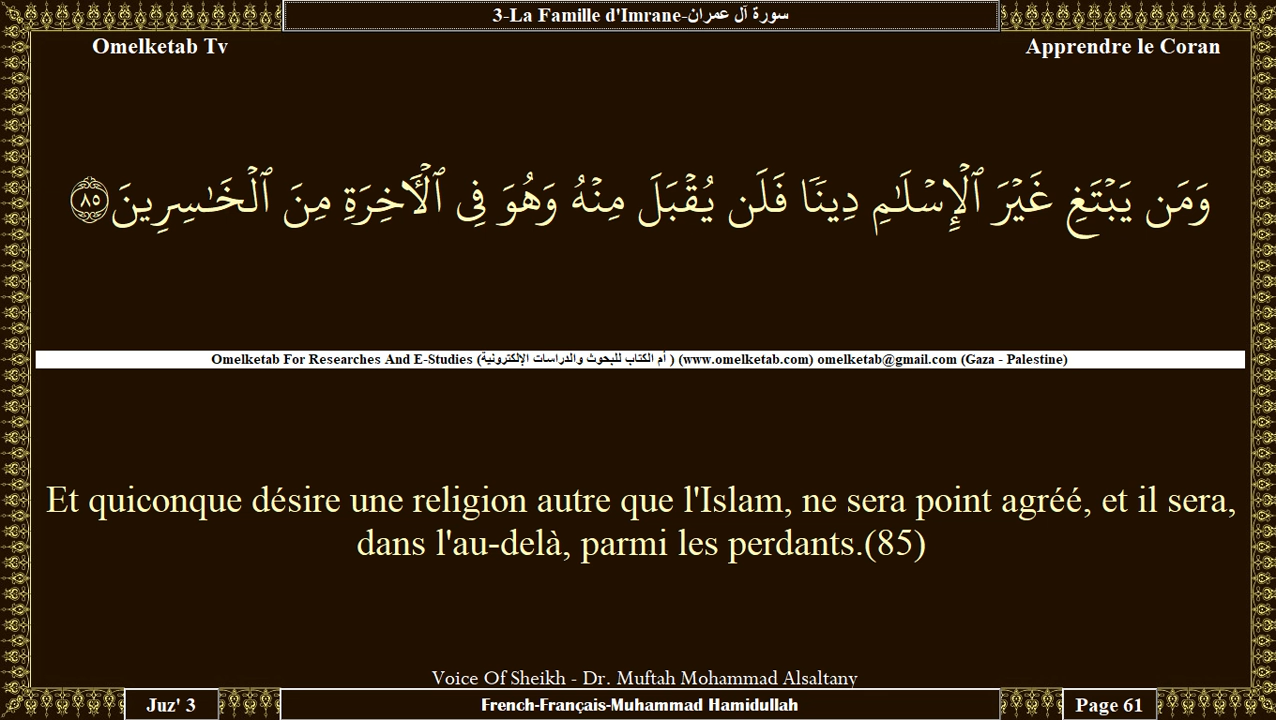 3-La Famille d'Imrane-سورة آل عمران
Omelketab Tv
Apprendre le Coran
وَمَن يَبۡتَغِ غَيۡرَ ٱلۡإِسۡلَٰمِ دِينٗا فَلَن يُقۡبَلَ مِنۡهُ وَهُوَ فِي ٱلۡأٓخِرَةِ مِنَ ٱلۡخَٰسِرِينَ ٨٥
Omelketab For Researches And E-Studies (أم الكتاب للبحوث والدراسات الإلكترونية ) (www.omelketab.com) omelketab@gmail.com (Gaza - Palestine)
Et quiconque désire une religion autre que l'Islam, ne sera point agréé, et il sera,
dans l'au-delà, parmi les perdants.(85)
Voice Of Sheikh - Dr. Muftah Mohammad Alsaltany
Juz' 3
French-Français-Muhammad Hamidullah
Page 61